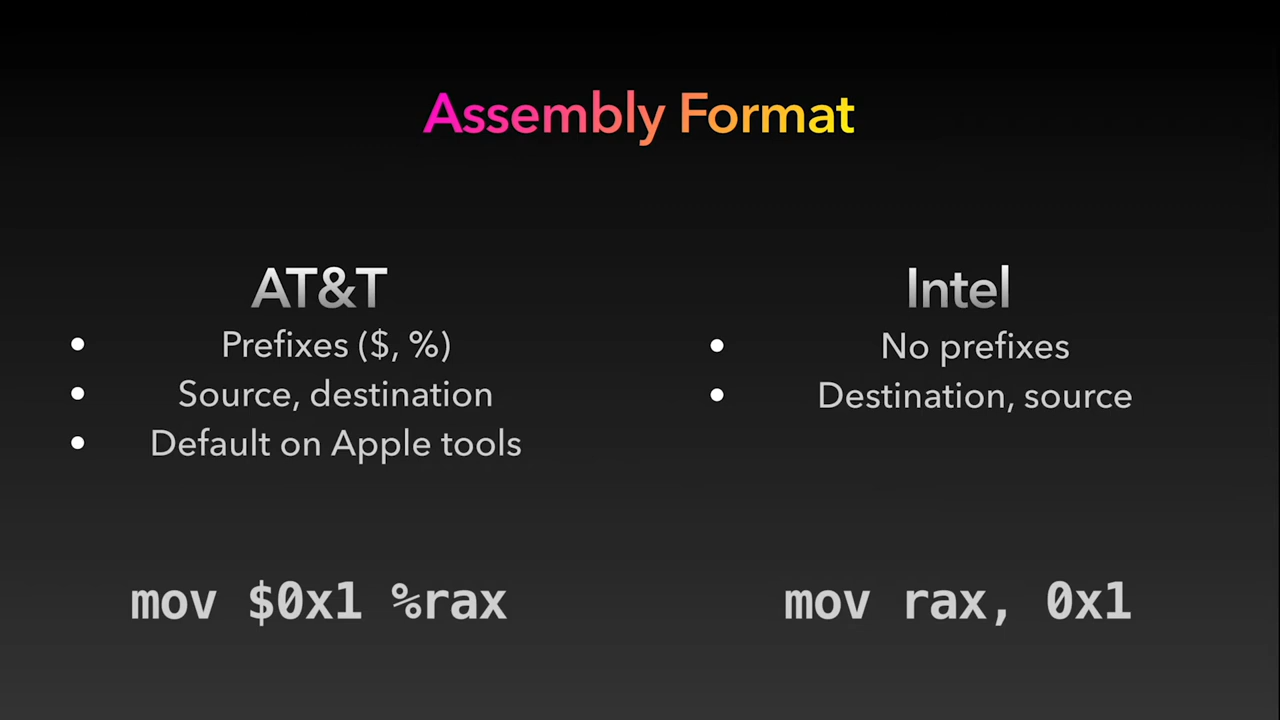 Assembly Format
AT&T
• Prefixes ($, %)
• Source, destination
• Default on Apple tools
mov $0x1 %rax
Intel
• No prefixes
• Destination, source
mov rax, 0x1